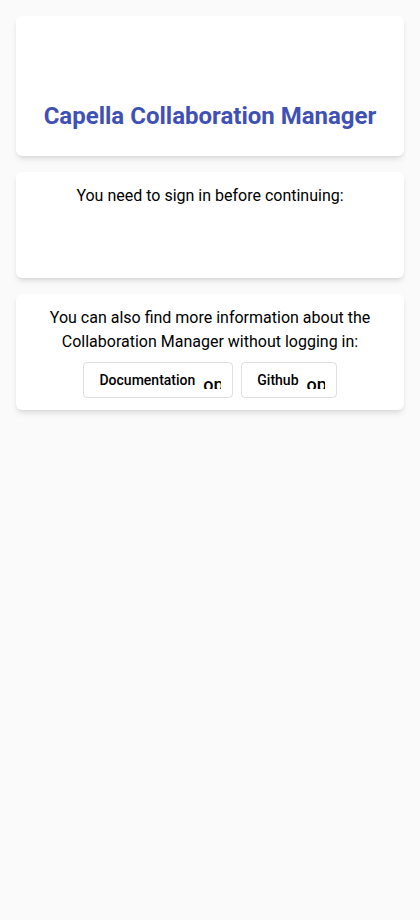 Capella Collaboration Manager
You need to sign in before continuing:
You can also find more information about the
Collaboration Manager without logging in:
Documentation on
Github on